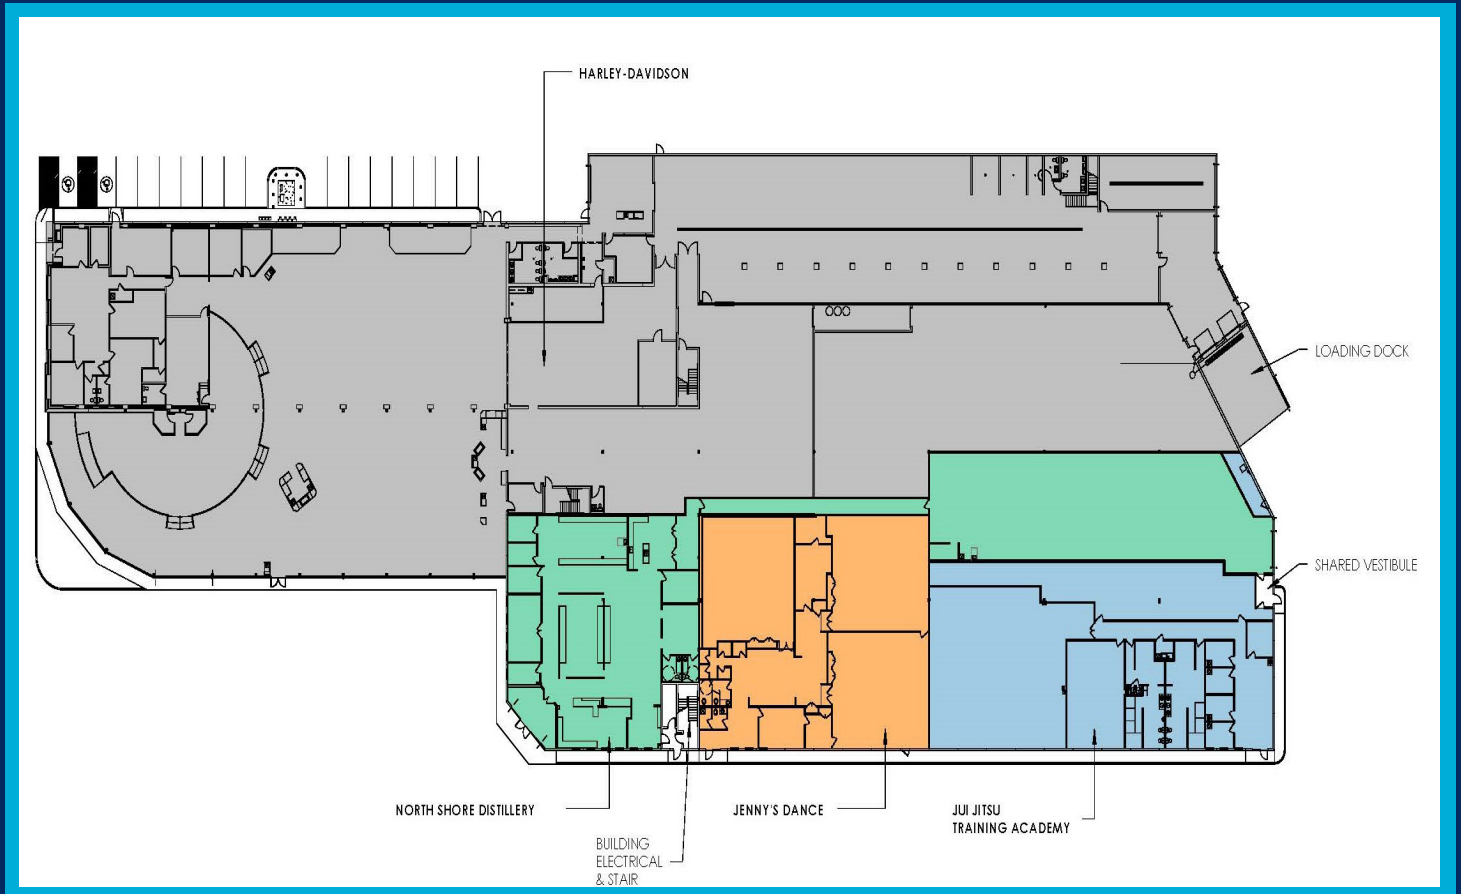 HARLEY-DAVIDSON
LOADING DOCK
SHARED VESTIBULE
NORTH SHORE DISTILLERY
JENNY'S DANCE
JUI JITSU
TRAINING ACADEMY
BUILDING
ELECTRICAL
& STAIR